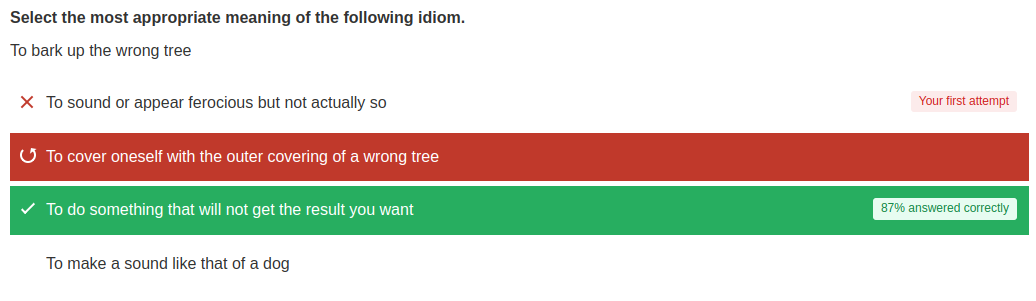 Select the most appropriate meaning of the following idiom.
To bark up the wrong tree
To sound or appear ferocious but not actually so
Your first attempt
To cover oneself with the outer covering of a wrong tree
To do something that will not get the result you want
87% answered correctly
To make a sound like that of a dog